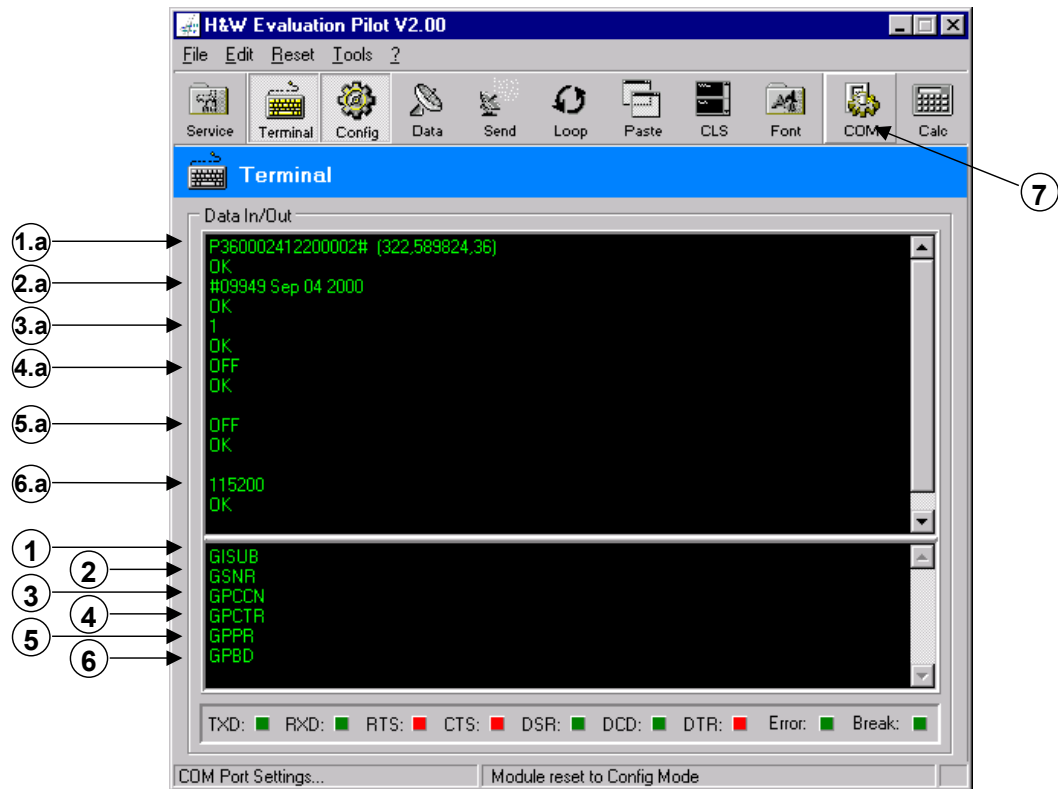 H&W Evaluation Pilot V2.00
File Edit Reset Tools ?
Service Terminal Config Data Send Loop Paste CLS Font COM Calc
Terminal
7
Data In/Out
1.a
P360002412200002# (322,589824,36)
OK
2.a
#09949 Sep 04 2000
OK
3.a
1
OK
4.a
OFF
OK
5.a
OFF
OK
6.a
115200
OK
1
GISUB
2
GSNR
3
GPCCN
4
GPCTR
5
GPPR
6
GPBD
TXD: RXD: RTS: CTS: DSR: DCD: DTR: Error: Break:
COM Port Settings... Module reset to Config Mode